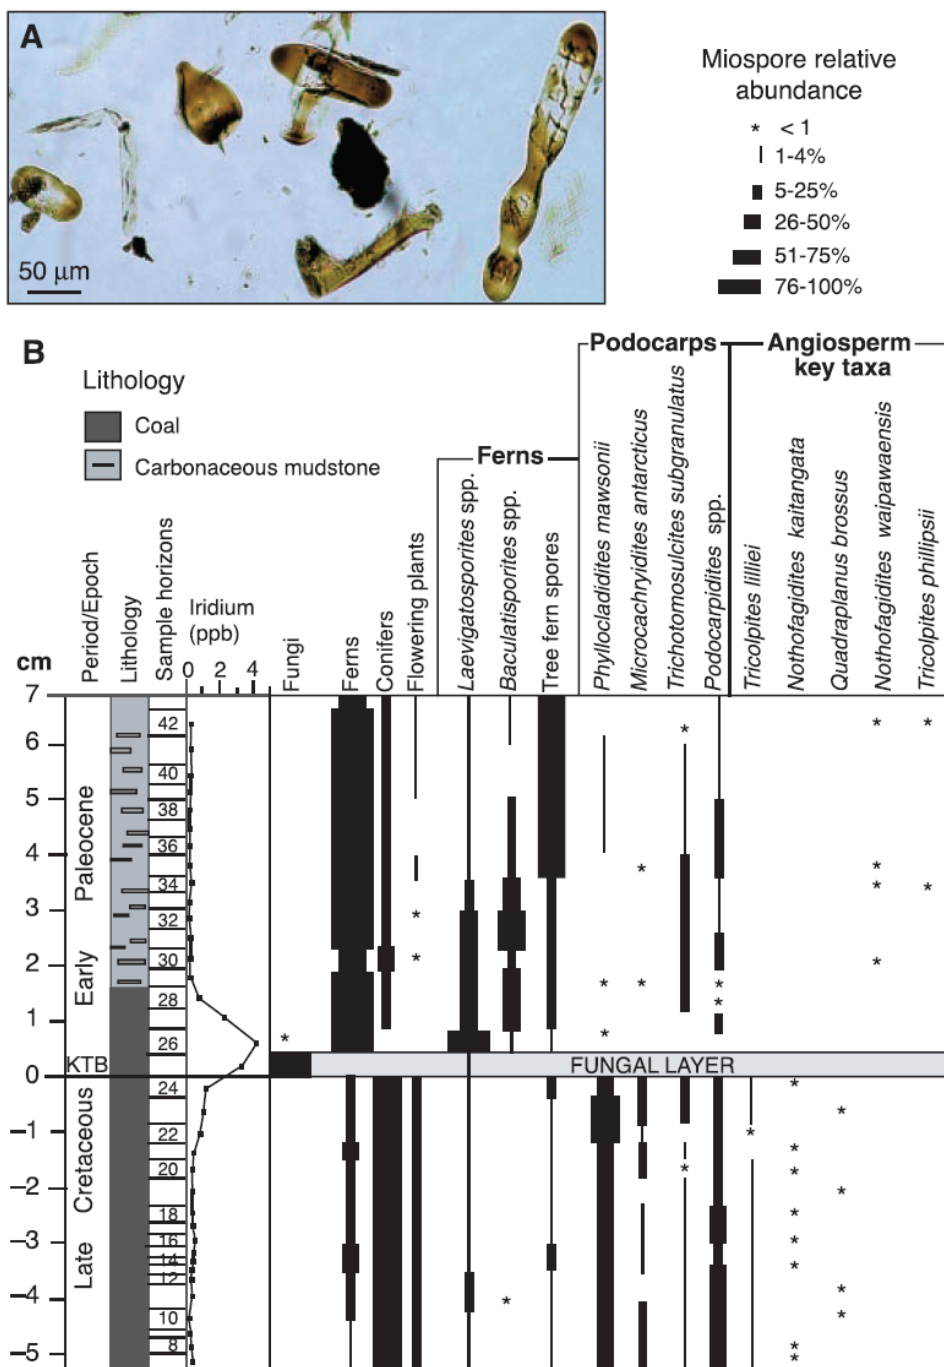 A
50 µm
Miospore relative
abundance
* < 1
1-4%
5-25%
26-50%
51-75%
76-100%
B
Lithology
Coal
Carbonaceous mudstone
Podocarps
Angiosperm
key taxa
Ferns
cm
Period/Epoch
Lithology
Sample horizons
Iridium
(ppb)
0 2 4
Fungi
Ferns
Conifers
Flowering plants
Laevigatosporites spp.
Baculatisporites spp.
Tree fern spores
Phyllocladidites mawsonii
Microcachryidites antarcticus
Trichotomosulcites subgranulatus
Podocarpidites spp.
Tricolpites lilliei
Nothofagidites kaitangata
Quadraplanus brossus
Nothofagidites waipawaensis
Tricolpites phillipsii
7
6
5
4
3
2
1
0
−1
−2
−3
−4
−5
Early Paleocene
KTB
Late Cretaceous
42
40
38
36
34
32
30
28
26
24
22
20
18
16
14
12
10
8
FUNGAL LAYER